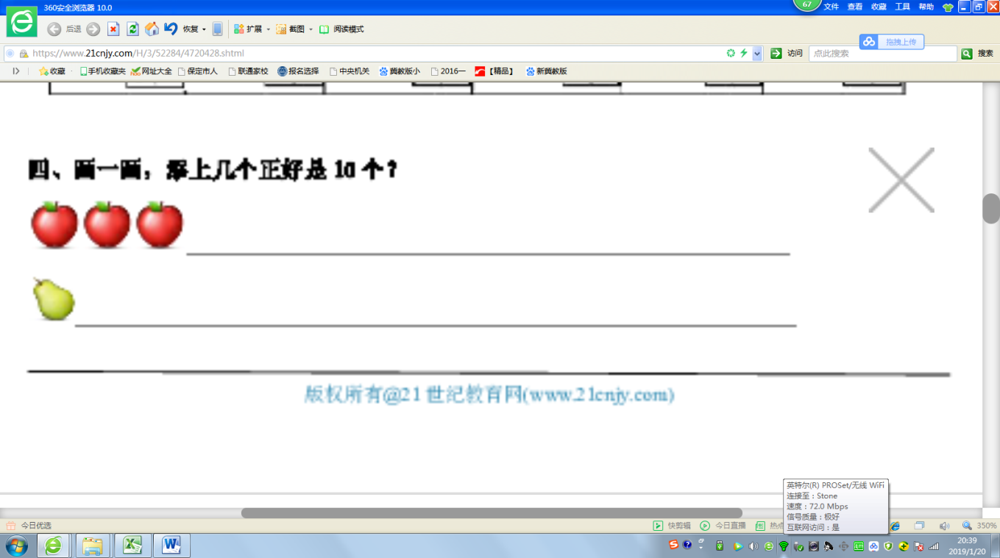 360安全浏览器 10.0
67
文件 查看 收藏 工具 帮助
后退
恢复
扩展
截图
阅读模式
拖拽上传
https://www.21cnjy.com/H/3/52284/4720428.shtml
访问
点此搜索
搜索
收藏
手机收藏夹
网址大全
保定市人
联通家校
报名选择
中央机关
冀教版小
2016一
【精品】
新冀教版
四、画一画，添上几个正好是 10 个？
版权所有@21 世纪教育网(www.21cnjy.com)
英特尔(R) PROSet/无线 WiFi
连接至：Stone
速度：72.0 Mbps
信号质量：极好
互联网访问：是
今日优选
快剪辑
今日直播
热点
350%
20:39
2019/1/20